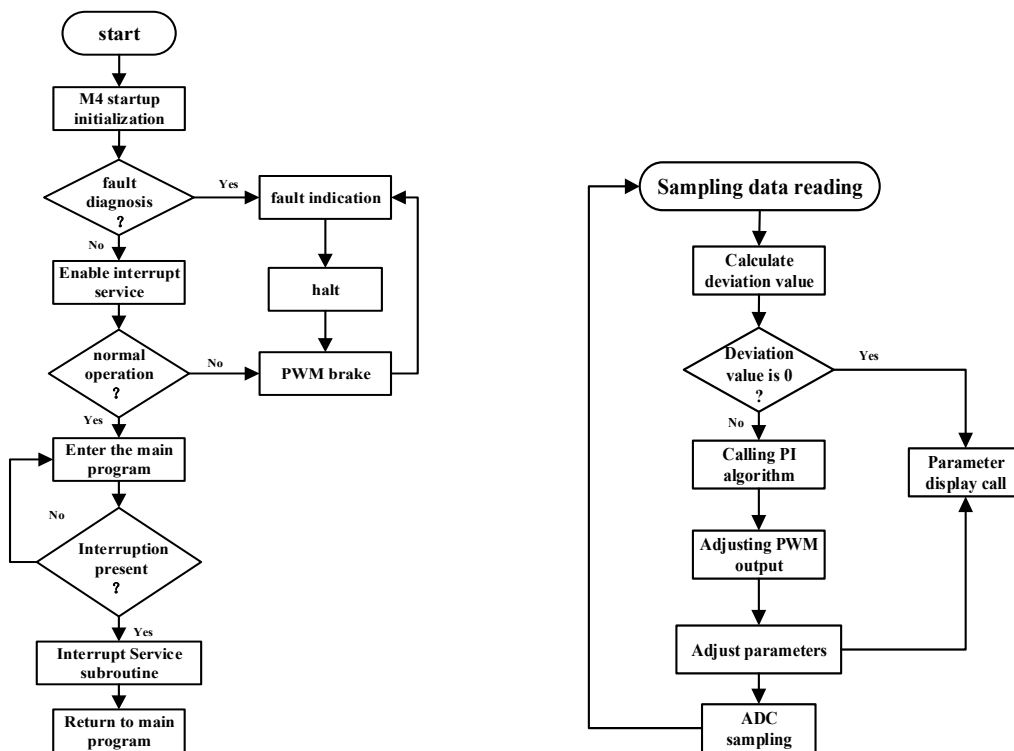 start
M4 startup
initialization
fault
diagnosis
?
Yes
fault indication
No
Enable interrupt
service
halt
normal
operation
?
No
PWM brake
Yes
Enter the main
program
No
Interruption
present
?
Yes
Interrupt Service
subroutine
Return to main
program
Sampling data reading
Calculate
deviation value
Deviation
value is 0
?
Yes
No
Calling PI
algorithm
Parameter
display call
Adjusting PWM
output
Adjust parameters
ADC
sampling